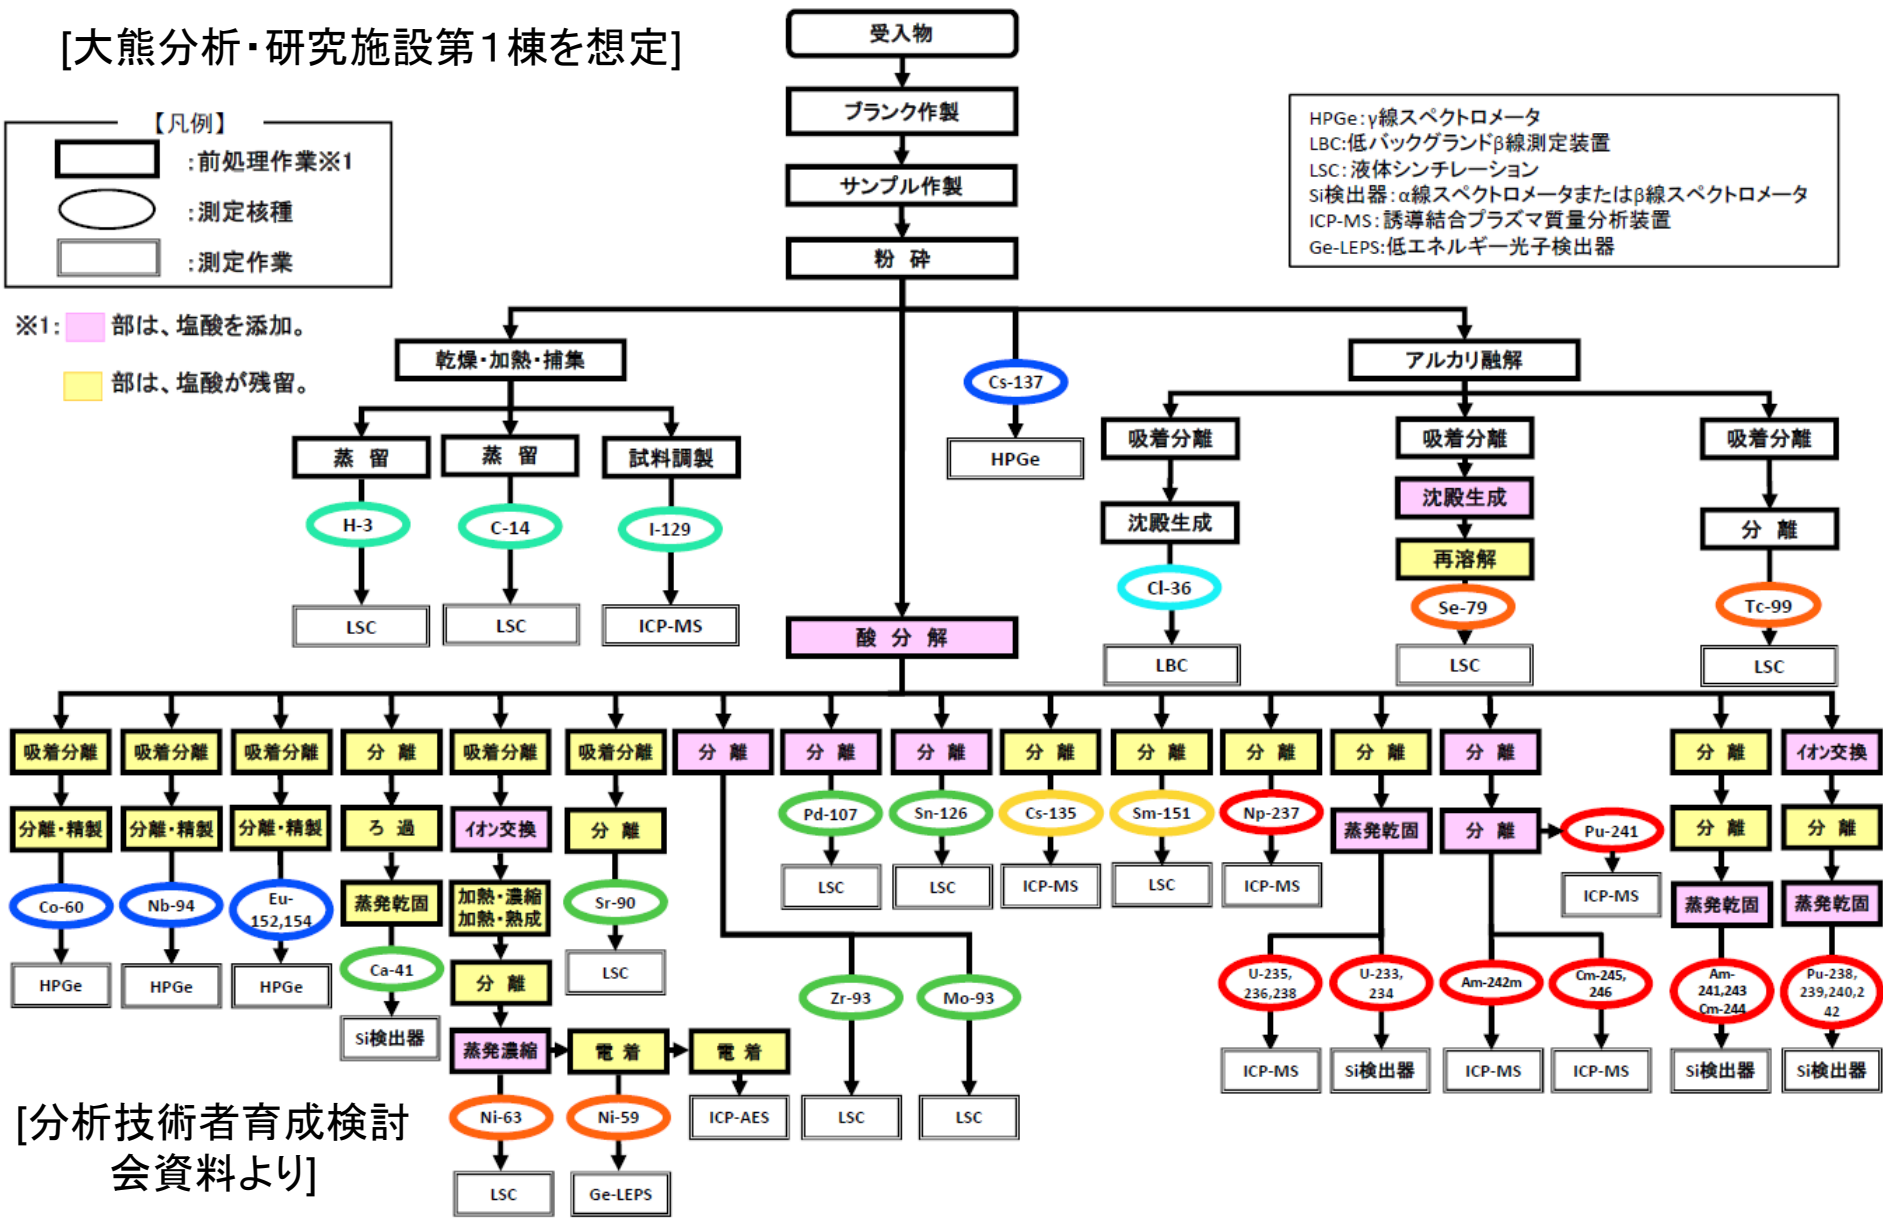 [大熊分析・研究施設第1棟を想定]
受入物
ブランク作製
サンプル作製
粉 砕
【凡例】
:前処理作業※1
:測定核種
:測定作業
※1: 部は、塩酸を添加。
部は、塩酸が残留。
HPGe:γ線スペクトロメータ
LBC:低バックグランドβ線測定装置
LSC:液体シンチレーション
Si検出器:α線スペクトロメータまたはβ線スペクトロメータ
ICP-MS:誘導結合プラズマ質量分析装置
Ge-LEPS:低エネルギー光子検出器
乾燥・加熱・捕集
Cs-137
アルカリ融解
蒸 留
蒸 留
試料調製
HPGe
吸着分離
吸着分離
吸着分離
H-3
C-14
I-129
沈殿生成
沈殿生成
分 離
再溶解
Cl-36
Se-79
Tc-99
LSC
LSC
ICP-MS
酸 分 解
LBC
LSC
LSC
吸着分離
吸着分離
吸着分離
分 離
吸着分離
吸着分離
分 離
分 離
分 離
分 離
分 離
分 離
分 離
分 離
分 離
イオン交換
分離・精製
分離・精製
分離・精製
ろ 過
イオン交換
分 離
Pd-107
Sn-126
Cs-135
Sm-151
Np-237
蒸発乾固
分 離
Pu-241
分 離
分 離
Co-60
Nb-94
Eu-
152,154
蒸発乾固
加熱・濃縮
加熱・熟成
Sr-90
LSC
LSC
ICP-MS
LSC
ICP-MS
ICP-MS
蒸発乾固
蒸発乾固
HPGe
HPGe
HPGe
Ca-41
分 離
LSC
Zr-93
Mo-93
U-235,
236,238
U-233,
234
Am-242m
Cm-245,
246
Am-
241,243
Cm-244
Pu-238,
239,240,2
42
Si検出器
蒸発濃縮
電 着
電 着
ICP-MS
Si検出器
ICP-MS
ICP-MS
Si検出器
Si検出器
Ni-63
Ni-59
ICP-AES
LSC
LSC
LSC
Ge-LEPS
[分析技術者育成検討
会資料より]